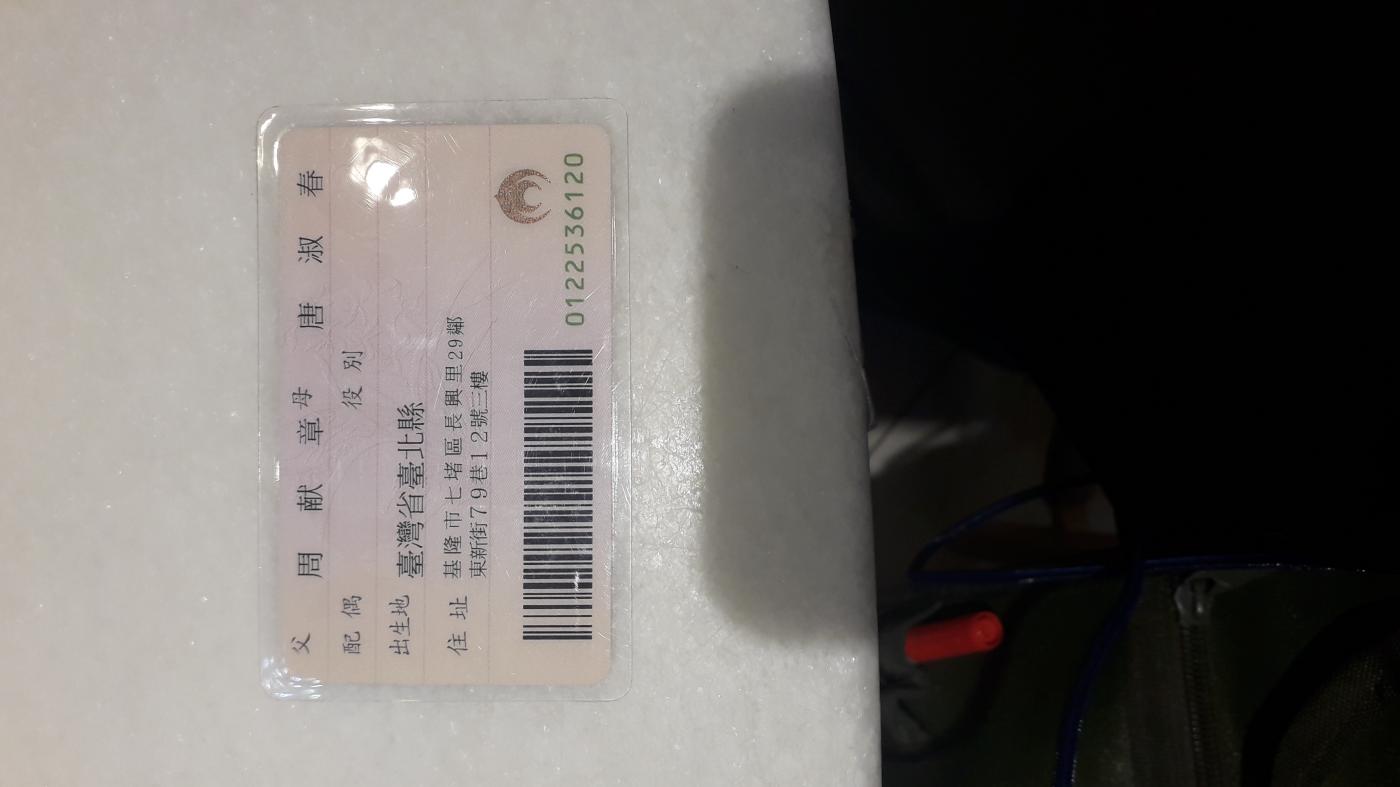 父 周献章 母 唐淑春
配偶 役別
出生地 臺灣省臺北縣
住址 基隆市七堵區長興里29鄰
東新街79巷12號三樓
0122536120